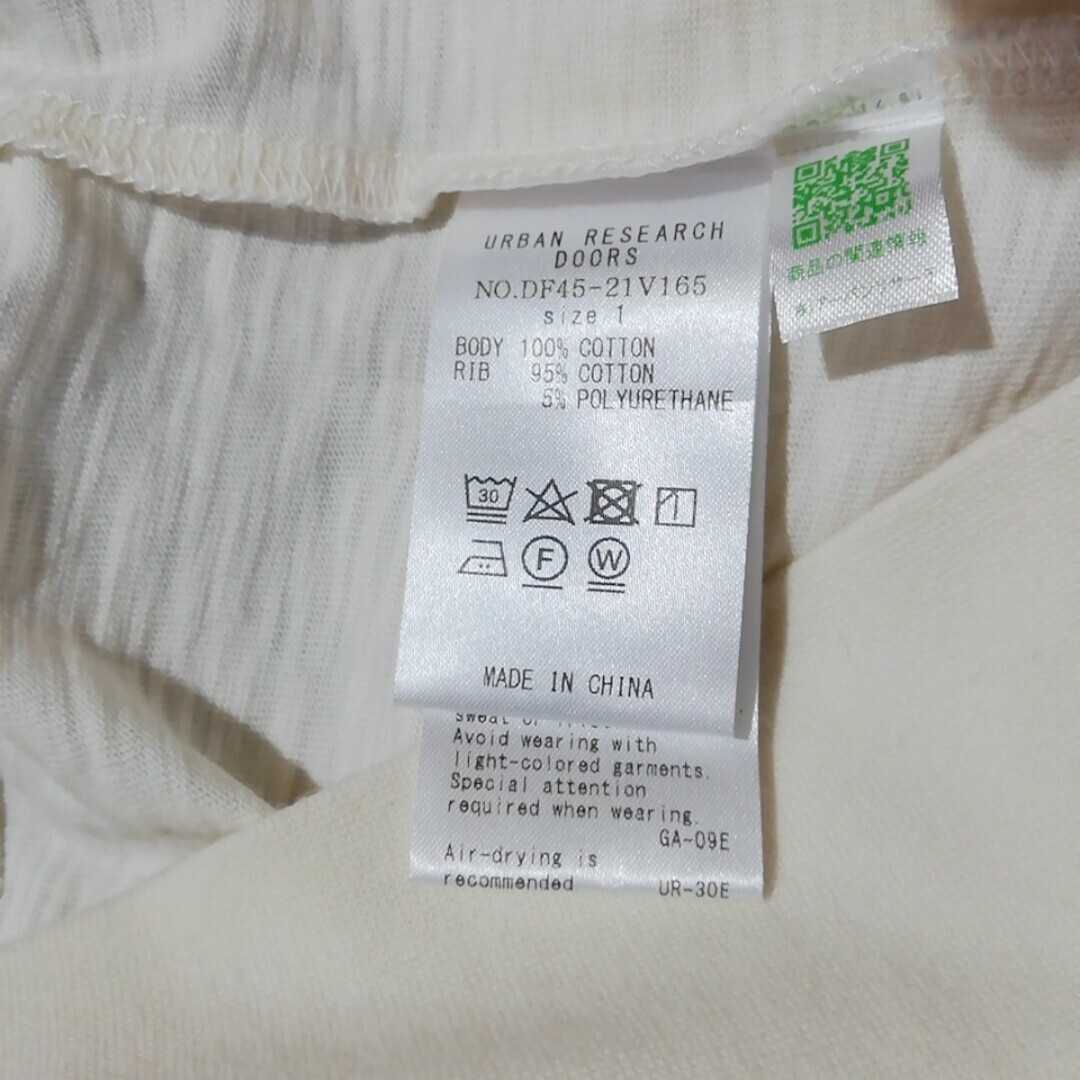 URBAN RESEARCH
DOORS
NO.DF45-21V165
size 1
BODY 100% COTTON
RIB 95% COTTON
5% POLYURETHANE
30
F
W
MADE IN CHINA
sweat or
Avoid wearing with
light-colored garments.
Special attention
required when wearing.
GA-09E
Air-drying is
recommended
UR-30E
商品の関連情報